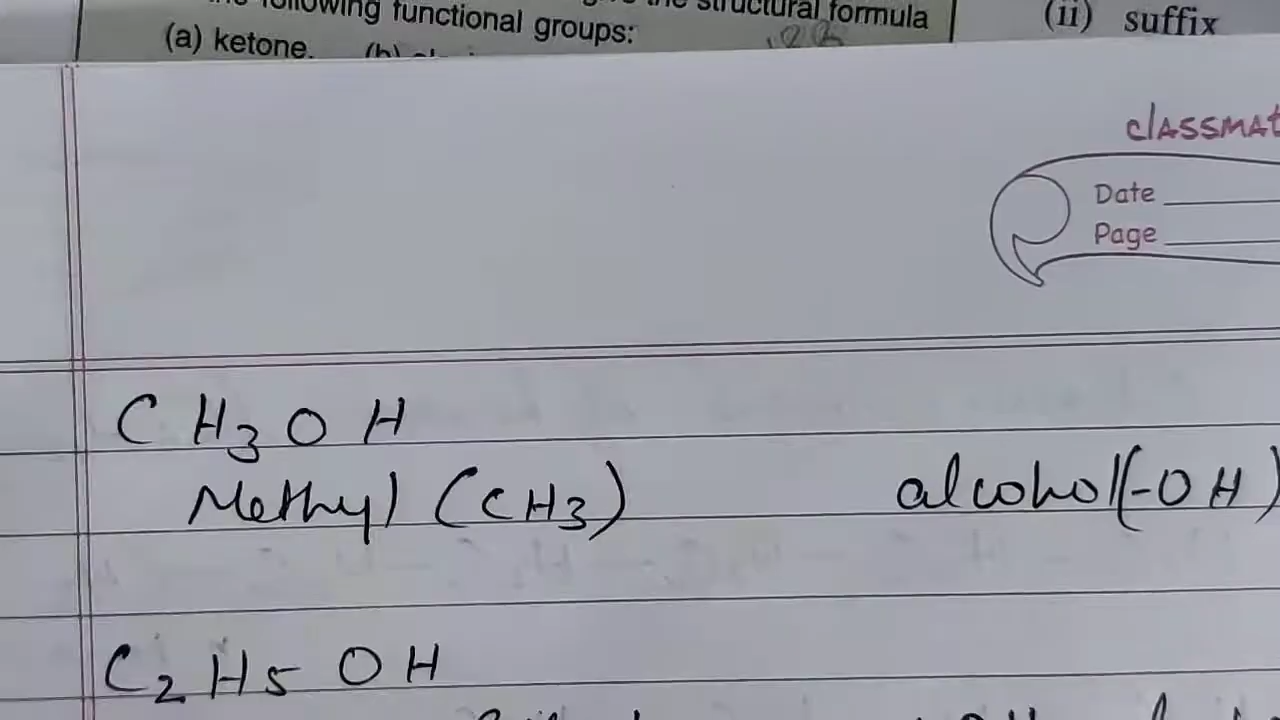 following functional groups:
structural formula
(ii) suffix
(a) ketone.
classmat
Date
Page
CH3OH
Methyl (CH3) alcohol(-OH)
C2H5OH